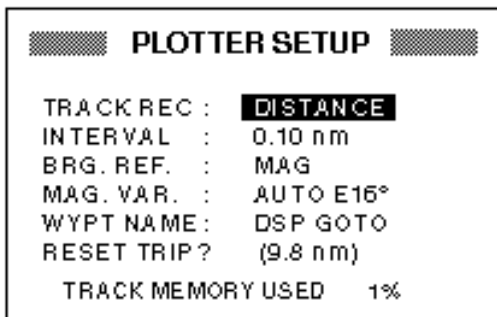 PLOTTER SETUP
TRACK REC : DISTANCE
INTERVAL : 0.10 nm
BRG. REF. : MAG
MAG. VAR. : AUTO E16°
WYPT NAME : DSP GOTO
RESET TRIP? (9.8 nm)
TRACK MEMORY USED 1%